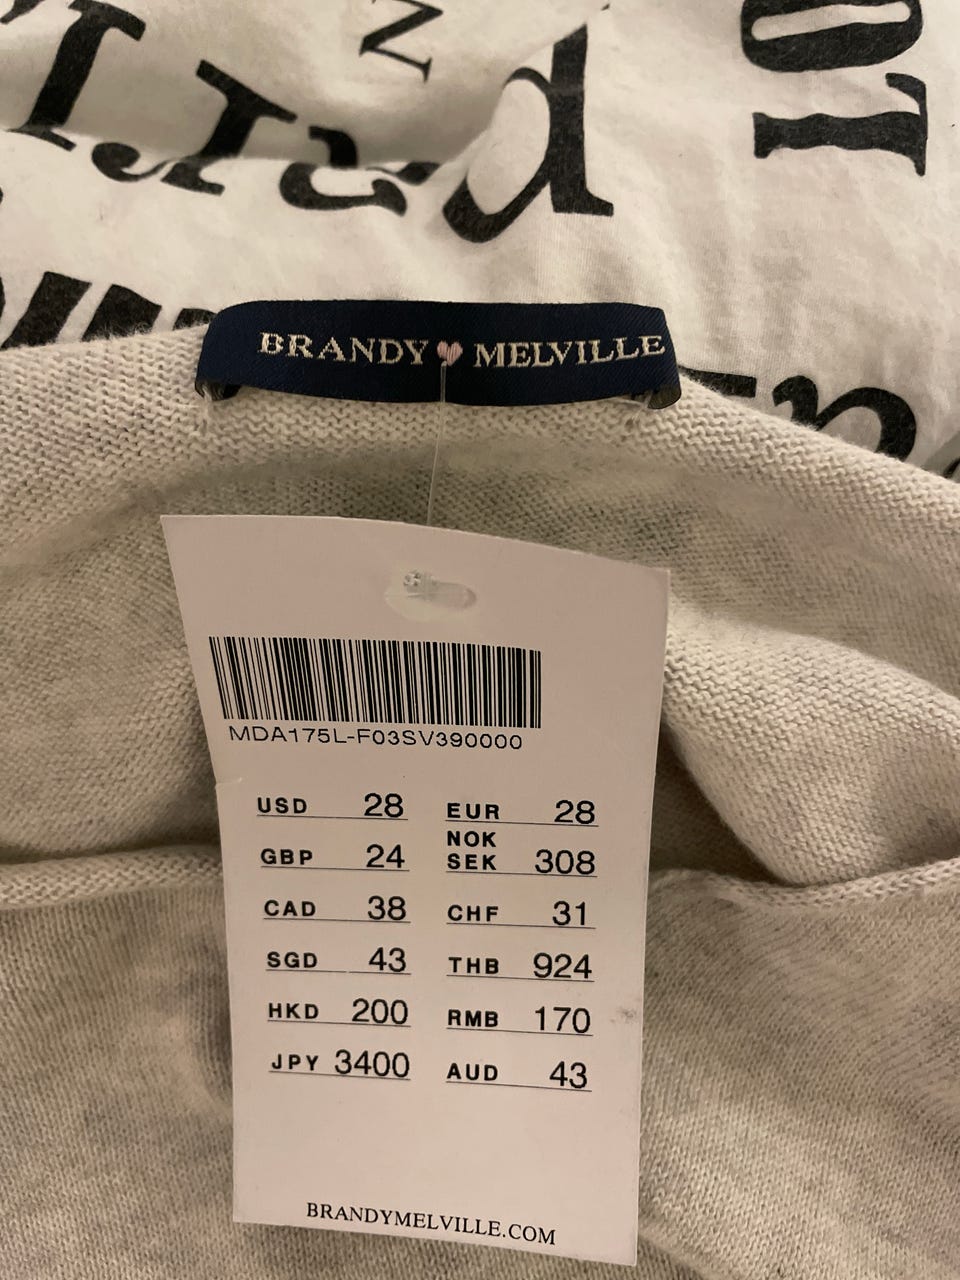 BRANDY MELVILLE
MDA175L-F03SV390000
USD 28 EUR 28
GBP 24 NOK SEK 308
CAD 38 CHF 31
SGD 43 THB 924
HKD 200 RMB 170
JPY 3400 AUD 43
BRANDYMELVILLE.COM